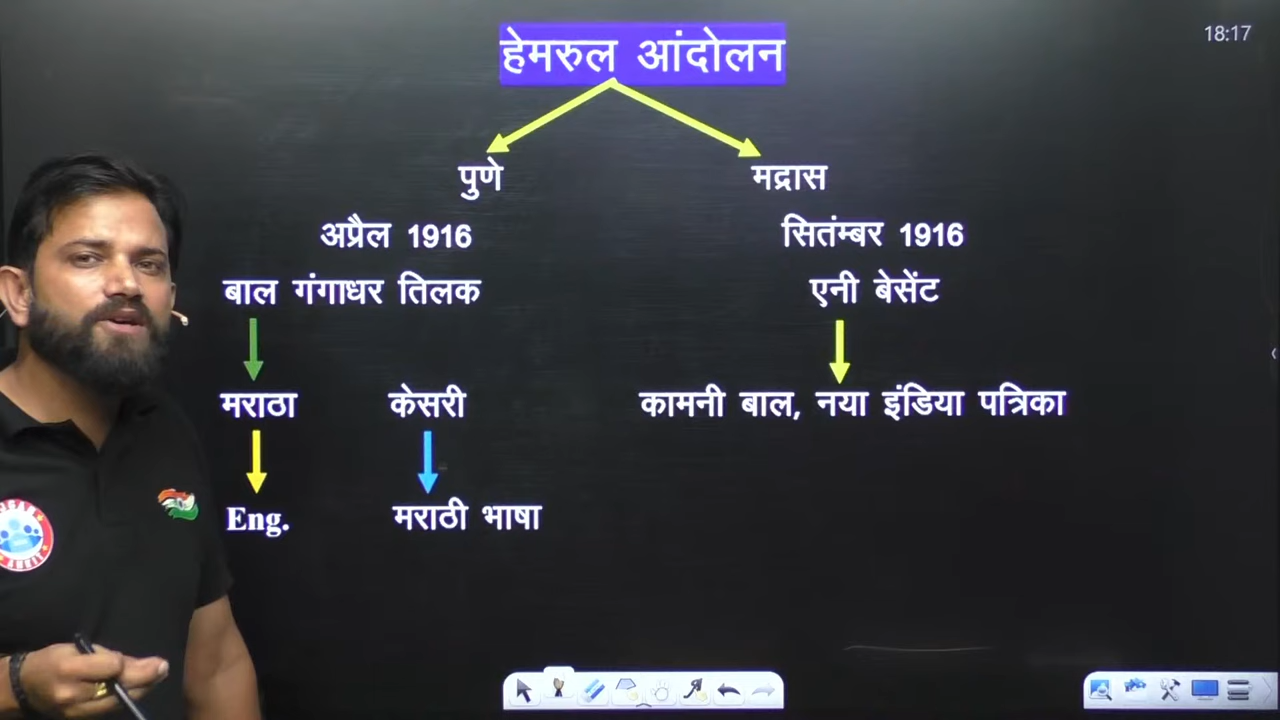 18:17
हेमरुल आंदोलन
पुणे
मद्रास
अप्रैल 1916
सितंम्बर 1916
बाल गंगाधर तिलक
एनी बेसेंट
मराठा
केसरी
कामनी बाल, नया इंडिया पत्रिका
Eng.
मराठी भाषा